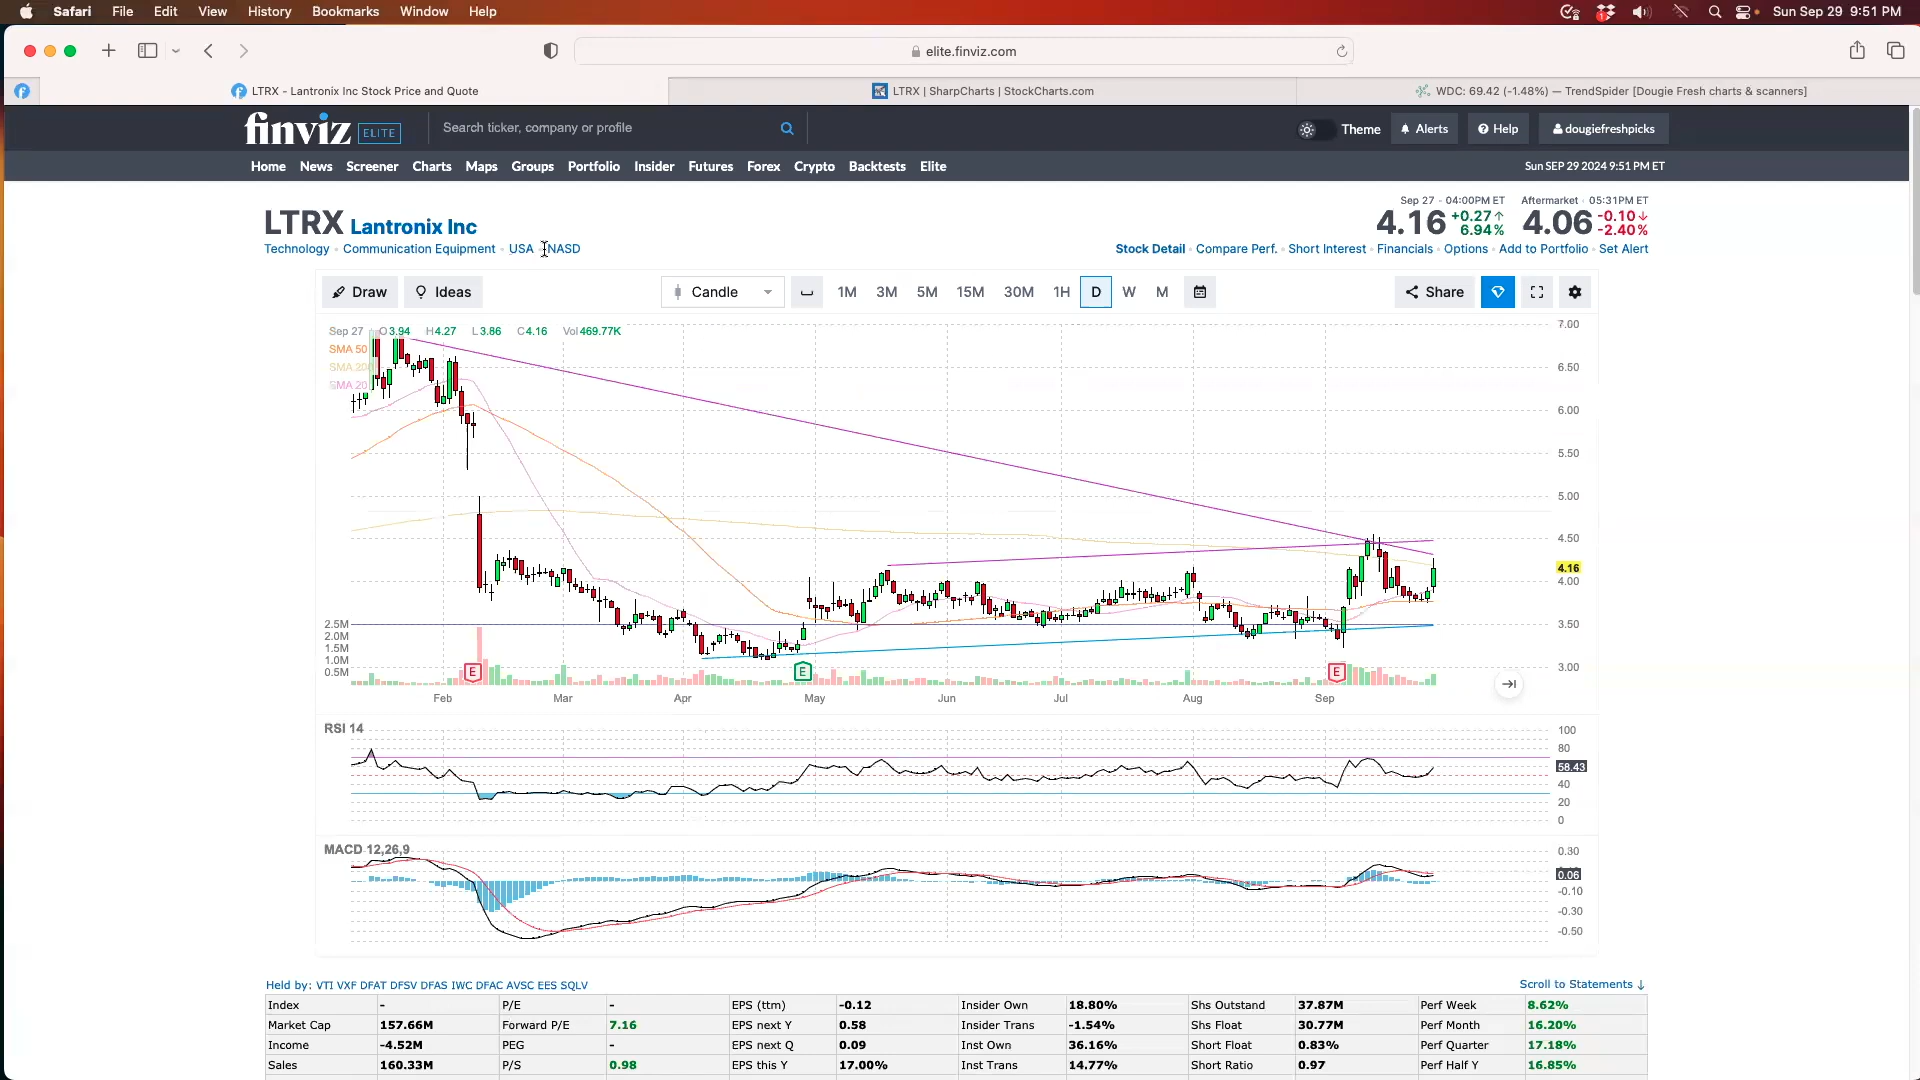 Safari File Edit View History Bookmarks Window Help Sun Sep 29 9:51 PM
elite.finviz.com
LTRX - Lantronix Inc Stock Price and Quote LTRX | SharpCharts | StockCharts.com WDC: 69.42 (-1.48%) — TrendSpider [Dougie Fresh charts & scanners]
finviz ELITE Search ticker, company or profile Theme Alerts Help dougiefreshpicks
Home News Screener Charts Maps Groups Portfolio Insider Futures Forex Crypto Backtests Elite Sun SEP 29 2024 9:51 PM ET
Sep 27 · 04:00PM ET Aftermarket · 05:31PM ET
LTRX Lantronix Inc 4.16 +0.27↑ 6.94% 4.06 -0.10↓ -2.40%
Technology · Communication Equipment · USA · NASD Stock Detail · Compare Perf. · Short Interest · Financials · Options · Add to Portfolio · Set Alert
Draw Ideas Candle 1M 3M 5M 15M 30M 1H D W M Share
Sep 27 O3.94 H4.27 L3.86 C4.16 Vol469.77K
SMA 50
SMA 200
SMA 20
7.00
6.50
6.00
5.50
5.00
4.50
4.16
4.00
3.50
3.00
2.5M
2.0M
1.5M
1.0M
0.5M
E E E
Feb Mar Apr May Jun Jul Aug Sep
RSI 14
100
80
58.43
40
20
0
MACD 12,26,9
0.30
0.06
-0.10
-0.30
-0.50
Held by: VTI VXF DFAT DFSV DFAS IWC DFAC AVSC EES SQLV Scroll to Statements ↓
Index - P/E - EPS (ttm) -0.12 Insider Own 18.80% Shs Outstand 37.87M Perf Week 8.62%
Market Cap 157.66M Forward P/E 7.16 EPS next Y 0.58 Insider Trans -1.54% Shs Float 30.77M Perf Month 16.20%
Income -4.52M PEG - EPS next Q 0.09 Inst Own 36.16% Short Float 0.83% Perf Quarter 17.18%
Sales 160.33M P/S 0.98 EPS this Y 17.00% Inst Trans 14.77% Short Ratio 0.97 Perf Half Y 16.85%